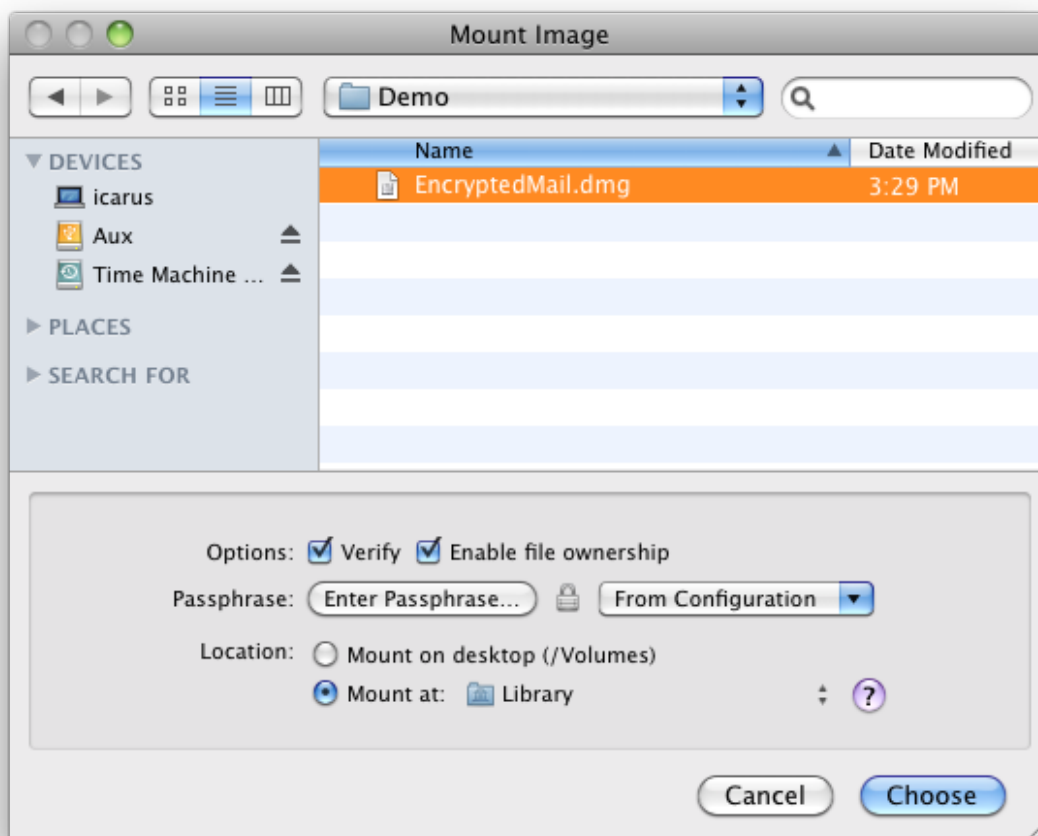 Mount Image
Demo
DEVICES
icarus
Aux
Time Machine ...
PLACES
SEARCH FOR
Name Date Modified
EncryptedMail.dmg 3:29 PM
Options: Verify Enable file ownership
Passphrase: Enter Passphrase... From Configuration
Location: Mount on desktop (/Volumes)
Mount at: Library ?
Cancel Choose